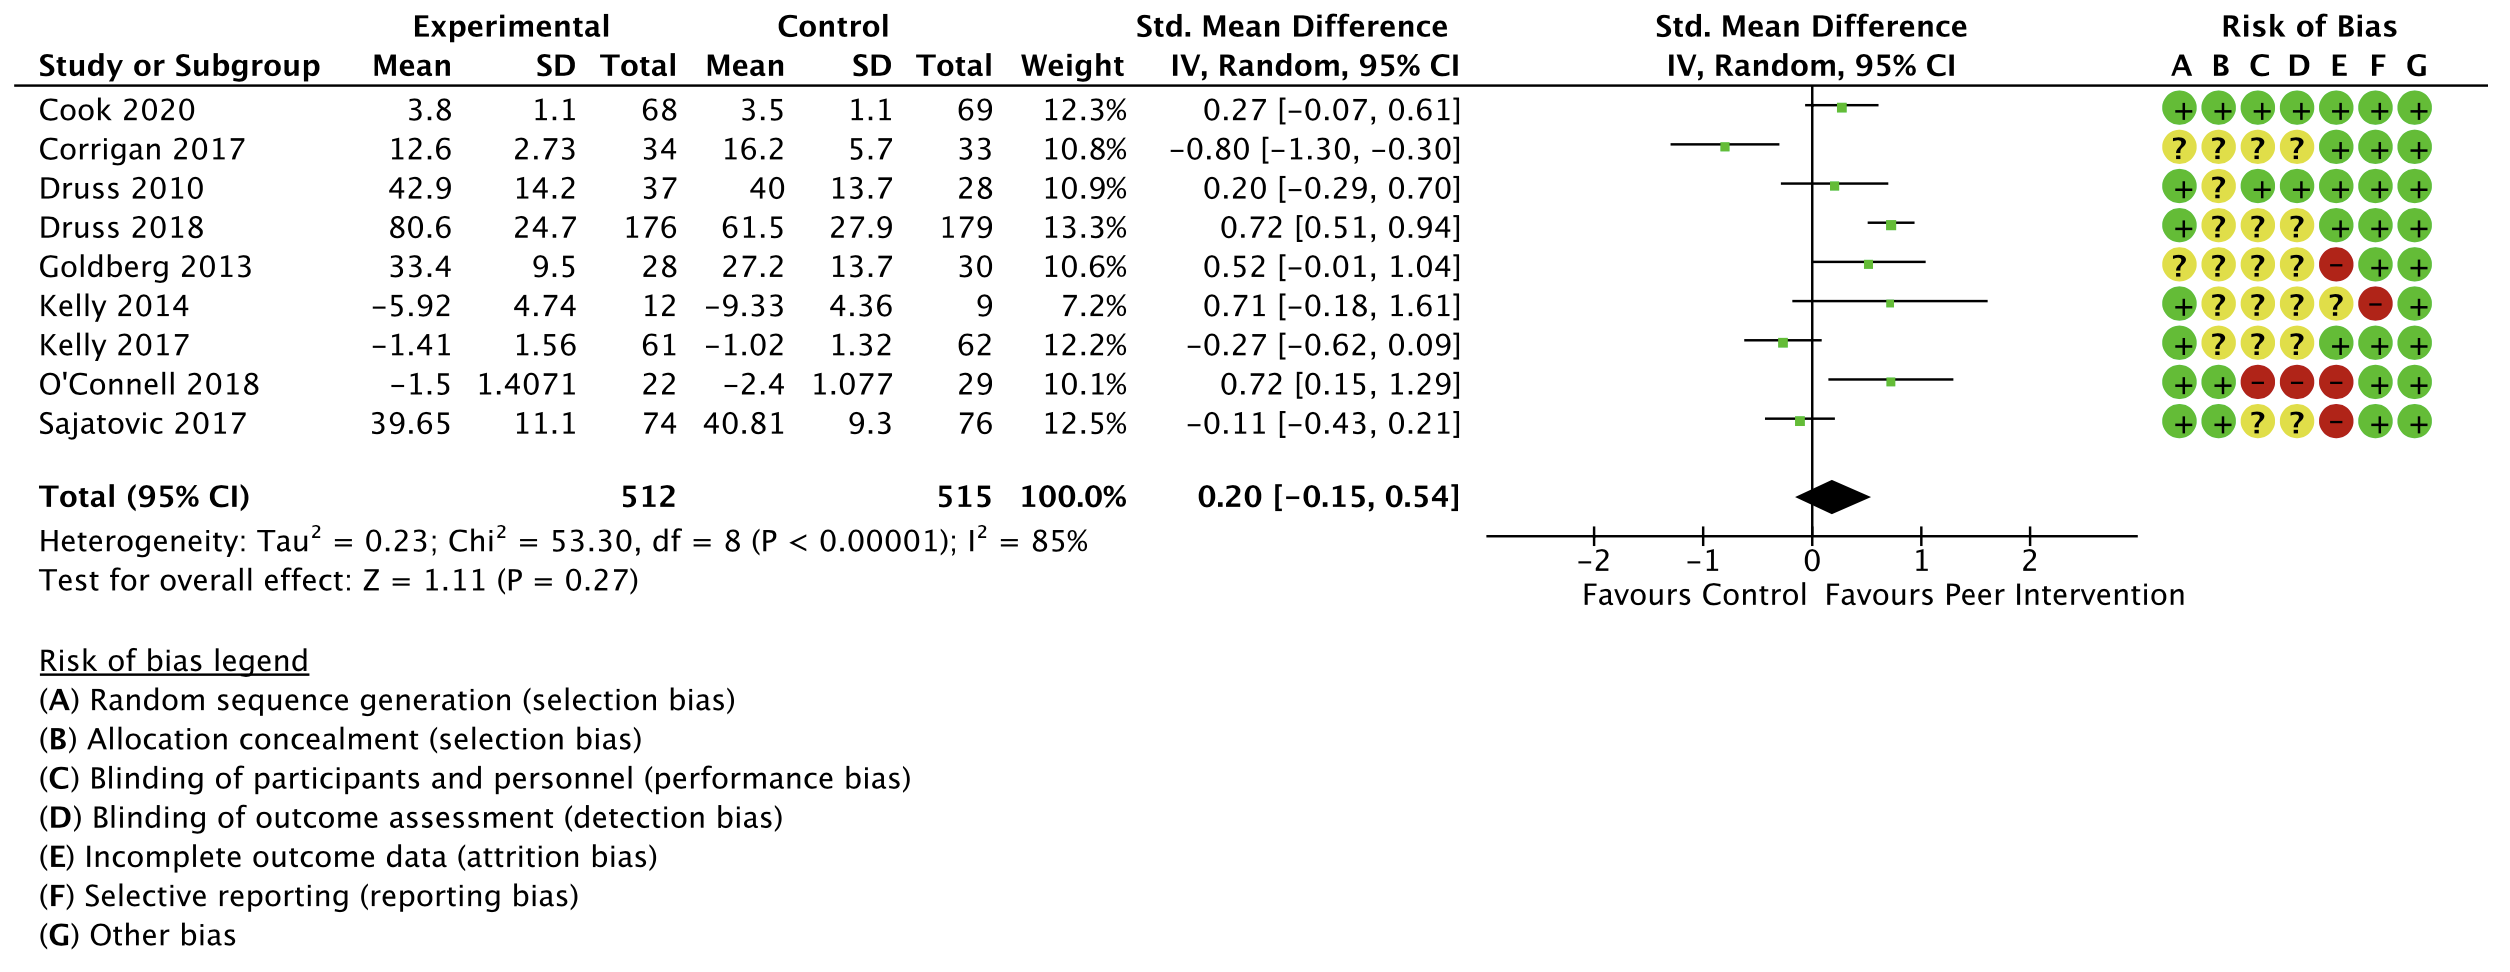 Experimental Control Std. Mean Difference Std. Mean Difference Risk of Bias
Study or Subgroup Mean SD Total Mean SD Total Weight IV, Random, 95% CI IV, Random, 95% CI A B C D E F G
Cook 2020 3.8 1.1 68 3.5 1.1 69 12.3% 0.27 [−0.07, 0.61] + + + + + + +
Corrigan 2017 12.6 2.73 34 16.2 5.7 33 10.8% −0.80 [−1.30, −0.30] ? ? ? ? + + +
Druss 2010 42.9 14.2 37 40 13.7 28 10.9% 0.20 [−0.29, 0.70] + ? + + + + +
Druss 2018 80.6 24.7 176 61.5 27.9 179 13.3% 0.72 [0.51, 0.94] + ? ? ? + + +
Goldberg 2013 33.4 9.5 28 27.2 13.7 30 10.6% 0.52 [−0.01, 1.04] ? ? ? ? − + +
Kelly 2014 −5.92 4.74 12 −9.33 4.36 9 7.2% 0.71 [−0.18, 1.61] + ? ? ? ? − +
Kelly 2017 −1.41 1.56 61 −1.02 1.32 62 12.2% −0.27 [−0.62, 0.09] + ? ? ? + + +
O'Connell 2018 −1.5 1.4071 22 −2.4 1.077 29 10.1% 0.72 [0.15, 1.29] + + − − − + +
Sajatovic 2017 39.65 11.1 74 40.81 9.3 76 12.5% −0.11 [−0.43, 0.21] + + ? ? − + +
Total (95% CI) 512 515 100.0% 0.20 [−0.15, 0.54]
Heterogeneity: Tau² = 0.23; Chi² = 53.30, df = 8 (P < 0.00001); I² = 85%
Test for overall effect: Z = 1.11 (P = 0.27)
−2 −1 0 1 2
Favours Control Favours Peer Intervention
Risk of bias legend
(A) Random sequence generation (selection bias)
(B) Allocation concealment (selection bias)
(C) Blinding of participants and personnel (performance bias)
(D) Blinding of outcome assessment (detection bias)
(E) Incomplete outcome data (attrition bias)
(F) Selective reporting (reporting bias)
(G) Other bias